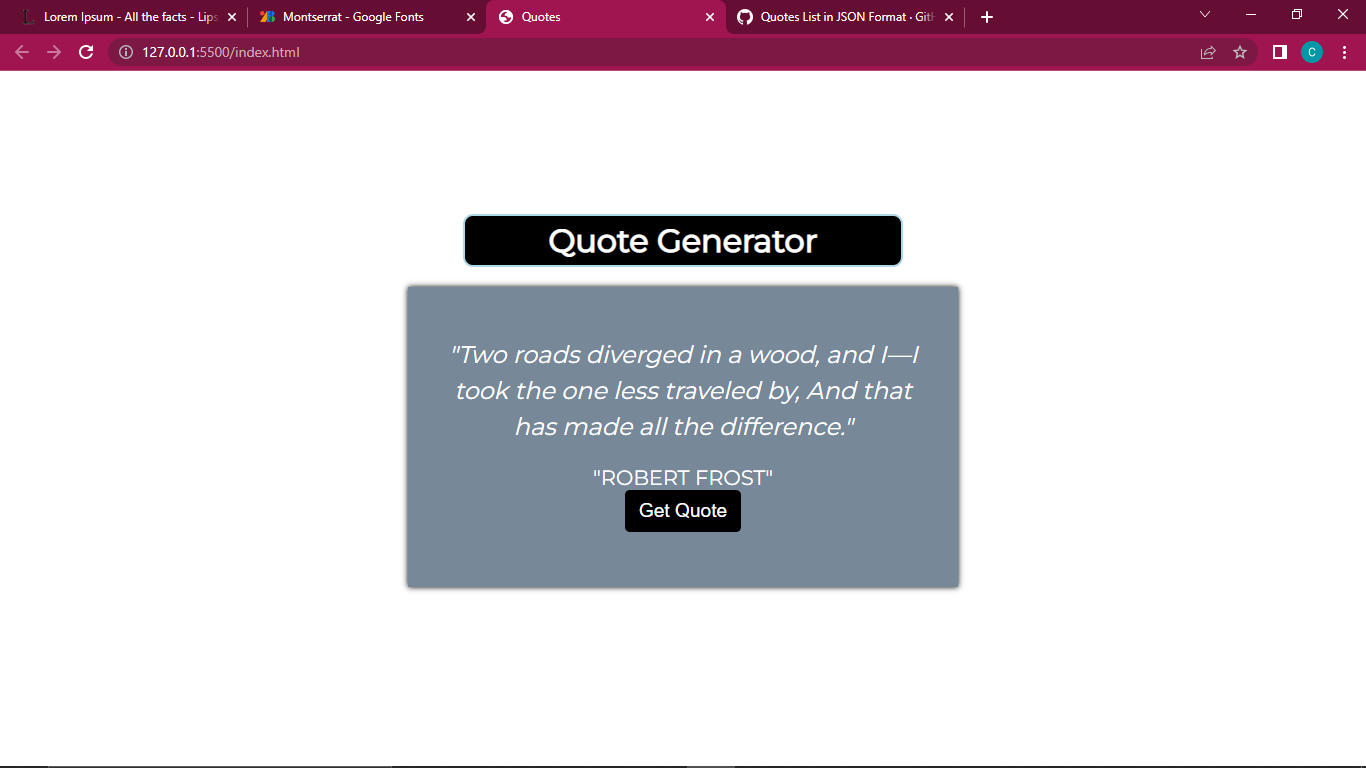 Lorem Ipsum - All the facts - Lips
Montserrat - Google Fonts
Quotes
Quotes List in JSON Format · Git
127.0.0.1:5500/index.html
C
Quote Generator
"Two roads diverged in a wood, and I—I
took the one less traveled by, And that
has made all the difference."
"ROBERT FROST"
Get Quote